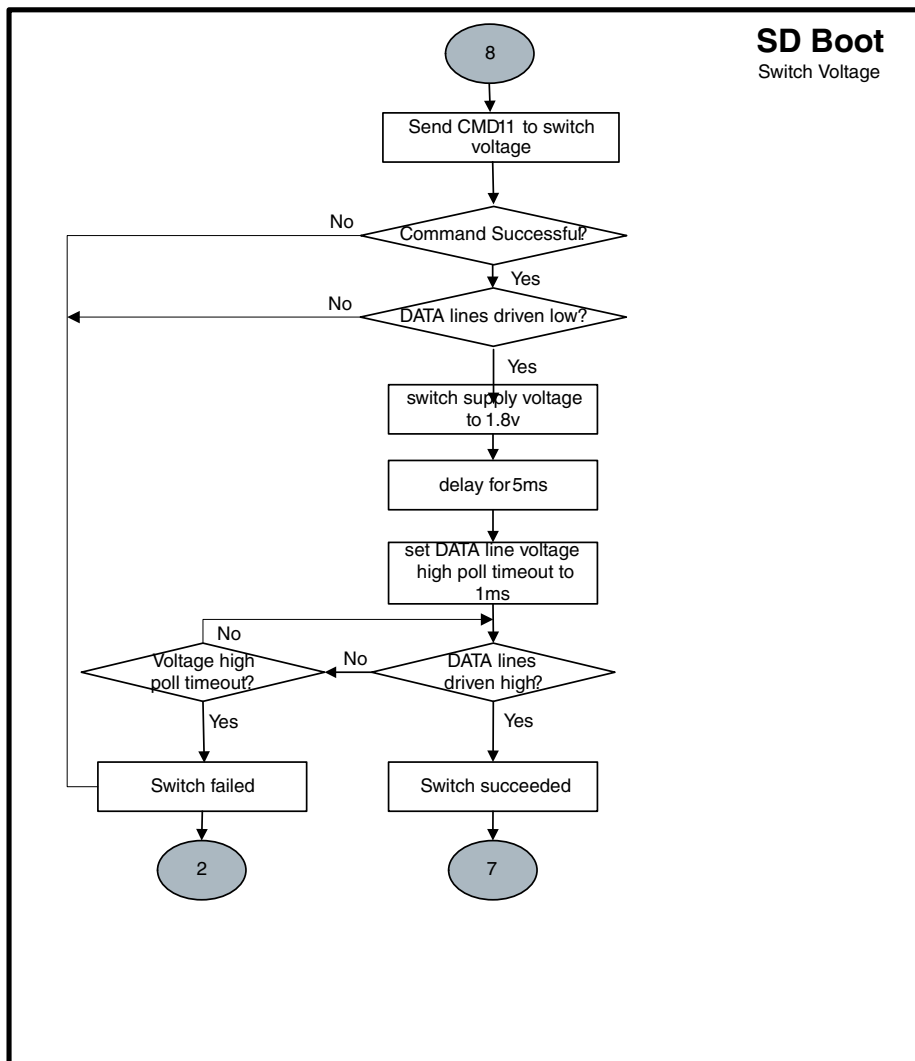 SD Boot
Switch Voltage
8
Send CMD11 to switch
voltage
No
Command Successful?
Yes
No
DATA lines driven low?
Yes
switch supply voltage
to 1.8v
delay for 5ms
set DATA line voltage
high poll timeout to
1ms
No
Voltage high
poll timeout?
No
DATA lines
driven high?
Yes
Yes
Switch failed
Switch succeeded
2
7